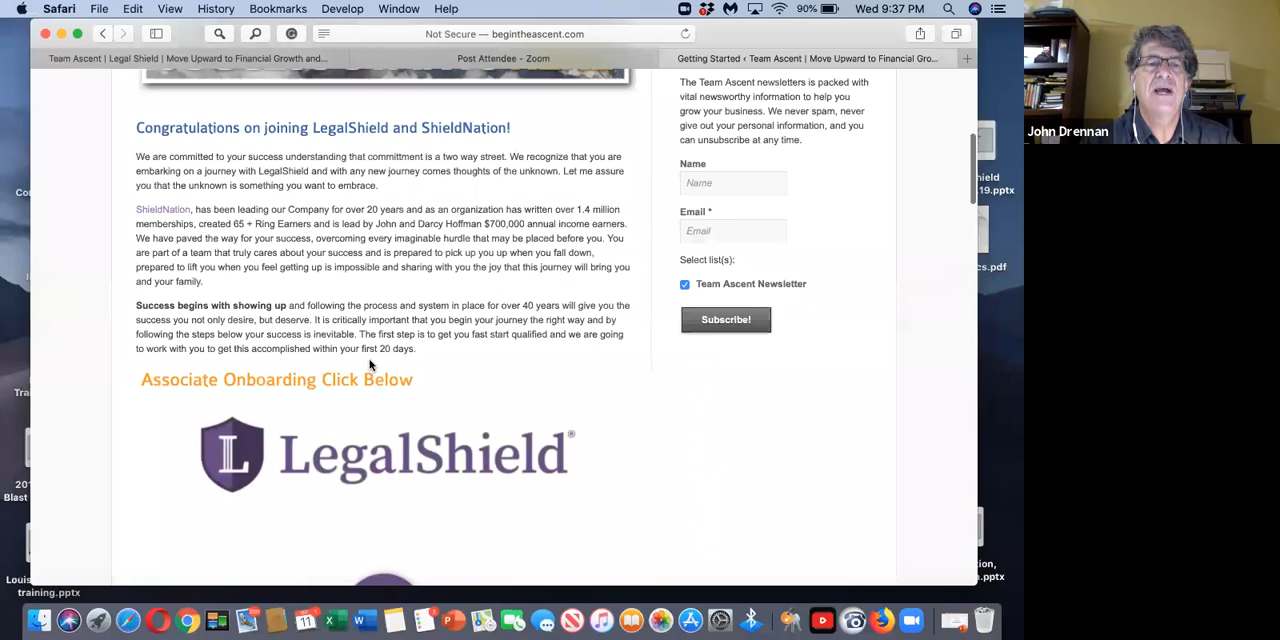 Safari File Edit View History Bookmarks Develop Window Help 90% Wed 9:37 PM
Not Secure — begintheascent.com
Team Ascent | Legal Shield | Move Upward to Financial Growth and... Post Attendee - Zoom Getting Started ‹ Team Ascent | Move Upward to Financial Gro...
Congratulations on joining LegalShield and ShieldNation!
We are committed to your success understanding that committment is a two way street. We recognize that you are
embarking on a journey with LegalShield and with any new journey comes thoughts of the unknown. Let me assure
you that the unknown is something you want to embrace.
ShieldNation, has been leading our Company for over 20 years and as an organization has written over 1.4 million
memberships, created 65 + Ring Earners and is lead by John and Darcy Hoffman $700,000 annual income earners.
We have paved the way for your success, overcoming every imaginable hurdle that may be placed before you. You
are part of a team that truly cares about your success and is prepared to pick up you up when you fall down,
prepared to lift you when you feel getting up is impossible and sharing with you the joy that this journey will bring you
and your family.
Success begins with showing up and following the process and system in place for over 40 years will give you the
success you not only desire, but deserve. It is critically important that you begin your journey the right way and by
following the steps below your success is inevitable. The first step is to get you fast start qualified and we are going
to work with you to get this accomplished within your first 20 days.
Associate Onboarding Click Below
L LegalShield®
The Team Ascent newsletters is packed with
vital newsworthy information to help you
grow your business. We never spam, never
give out your personal information, and you
can unsubscribe at any time.
Name
Name
Email *
Email
Select list(s):
Team Ascent Newsletter
Subscribe!
John Drennan
19.pptx
cs.pdf
Tra
201
Blast
Louis
training.pptx
tion,
n.pptx
11